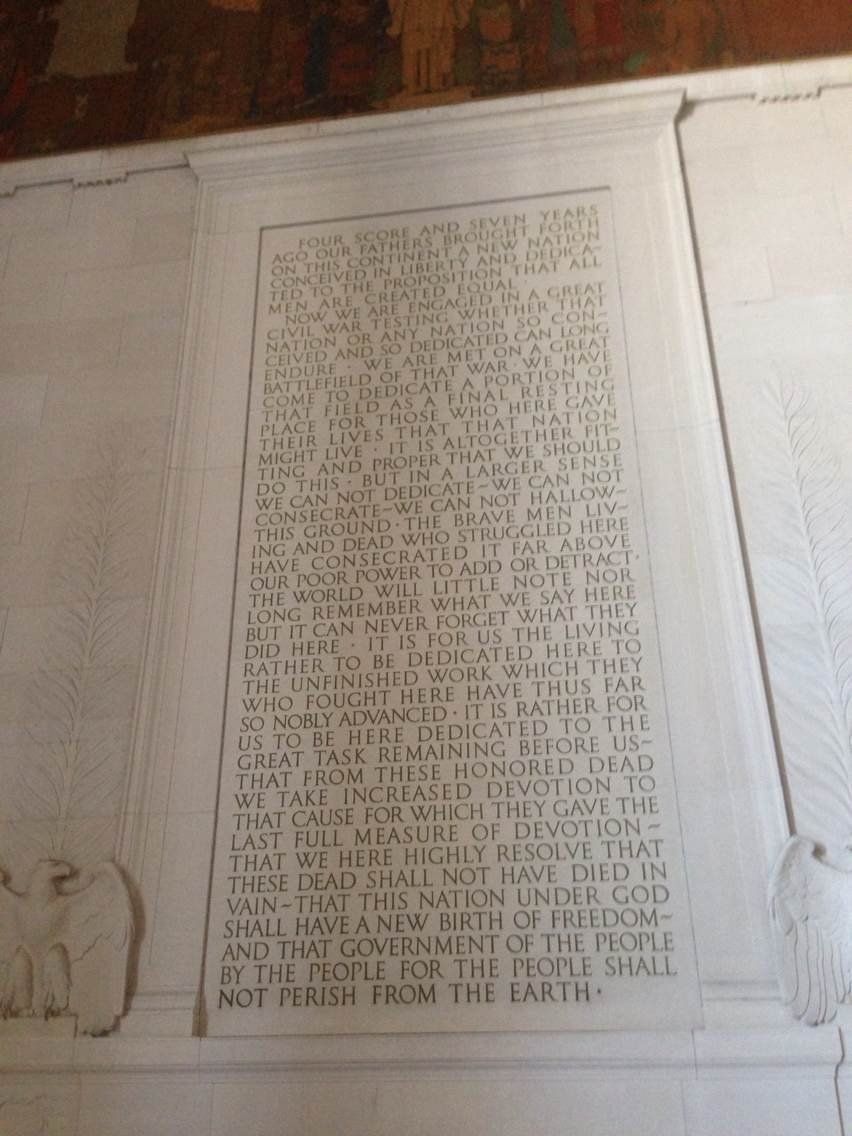 FOUR SCORE AND SEVEN YEARS
AGO OUR FATHERS BROUGHT FORTH
ON THIS CONTINENT A NEW NATION
CONCEIVED IN LIBERTY AND DEDICA~
TED TO THE PROPOSITION THAT ALL
MEN ARE CREATED EQUAL ·
NOW WE ARE ENGAGED IN A GREAT
CIVIL WAR TESTING WHETHER THAT
NATION OR ANY NATION SO CON~
CEIVED AND SO DEDICATED CAN LONG
ENDURE · WE ARE MET ON A GREAT
BATTLEFIELD OF THAT WAR · WE HAVE
COME TO DEDICATE A PORTION OF
THAT FIELD AS A FINAL RESTING
PLACE FOR THOSE WHO HERE GAVE
THEIR LIVES THAT THAT NATION
MIGHT LIVE · IT IS ALTOGETHER FIT~
TING AND PROPER THAT WE SHOULD
DO THIS · BUT IN A LARGER SENSE
WE CAN NOT DEDICATE~WE CAN NOT
CONSECRATE~WE CAN NOT HALLOW~
THIS GROUND · THE BRAVE MEN LIV~
ING AND DEAD WHO STRUGGLED HERE
HAVE CONSECRATED IT FAR ABOVE
OUR POOR POWER TO ADD OR DETRACT ·
THE WORLD WILL LITTLE NOTE NOR
LONG REMEMBER WHAT WE SAY HERE
BUT IT CAN NEVER FORGET WHAT THEY
DID HERE · IT IS FOR US THE LIVING
RATHER TO BE DEDICATED HERE TO
THE UNFINISHED WORK WHICH THEY
WHO FOUGHT HERE HAVE THUS FAR
SO NOBLY ADVANCED · IT IS RATHER FOR
US TO BE HERE DEDICATED TO THE
GREAT TASK REMAINING BEFORE US~
THAT FROM THESE HONORED DEAD
WE TAKE INCREASED DEVOTION TO
THAT CAUSE FOR WHICH THEY GAVE THE
LAST FULL MEASURE OF DEVOTION~
THAT WE HERE HIGHLY RESOLVE THAT
THESE DEAD SHALL NOT HAVE DIED IN
VAIN~THAT THIS NATION UNDER GOD
SHALL HAVE A NEW BIRTH OF FREEDOM~
AND THAT GOVERNMENT OF THE PEOPLE
BY THE PEOPLE FOR THE PEOPLE SHALL
NOT PERISH FROM THE EARTH ·